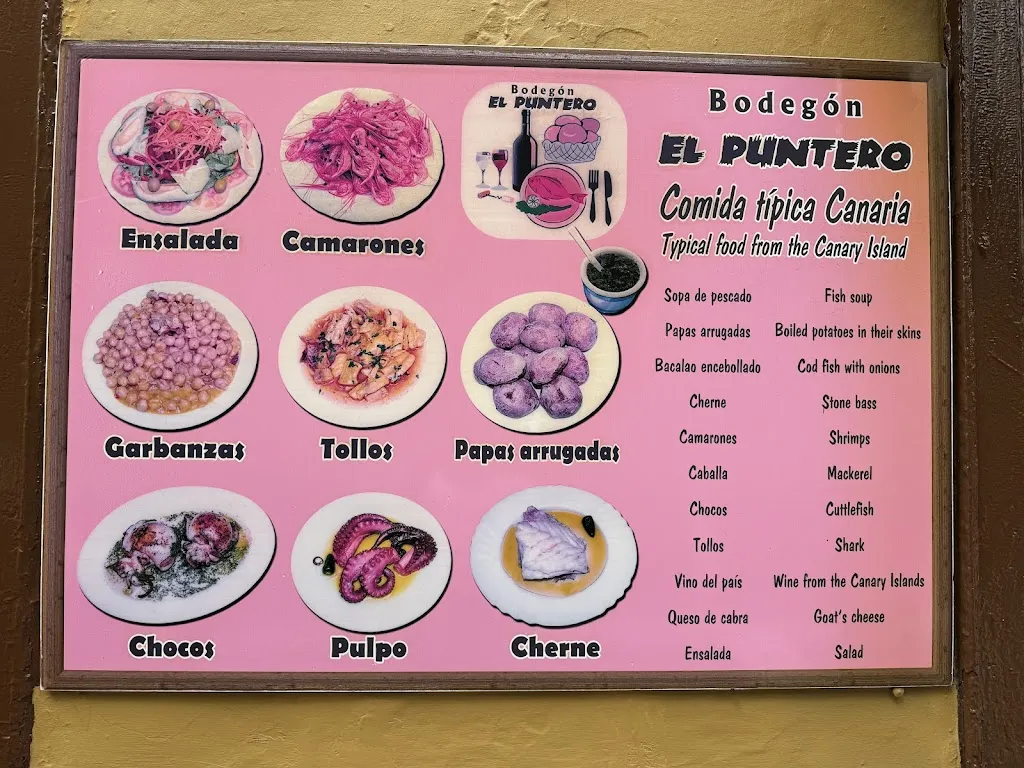 Bodegón
EL PUNTERO
Ensalada
Camarones
Garbanzas
Tollos
Papas arrugadas
Chocos
Pulpo
Cherne
Bodegón
EL PUNTERO
Comida típica Canaria
Typical food from the Canary Island
Sopa de pescado Fish soup
Papas arrugadas Boiled potatoes in their skins
Bacalao encebollado Cod fish with onions
Cherne Stone bass
Camarones Shrimps
Caballa Mackerel
Chocos Cuttlefish
Tollos Shark
Vino del país Wine from the Canary Islands
Queso de cabra Goat's cheese
Ensalada Salad